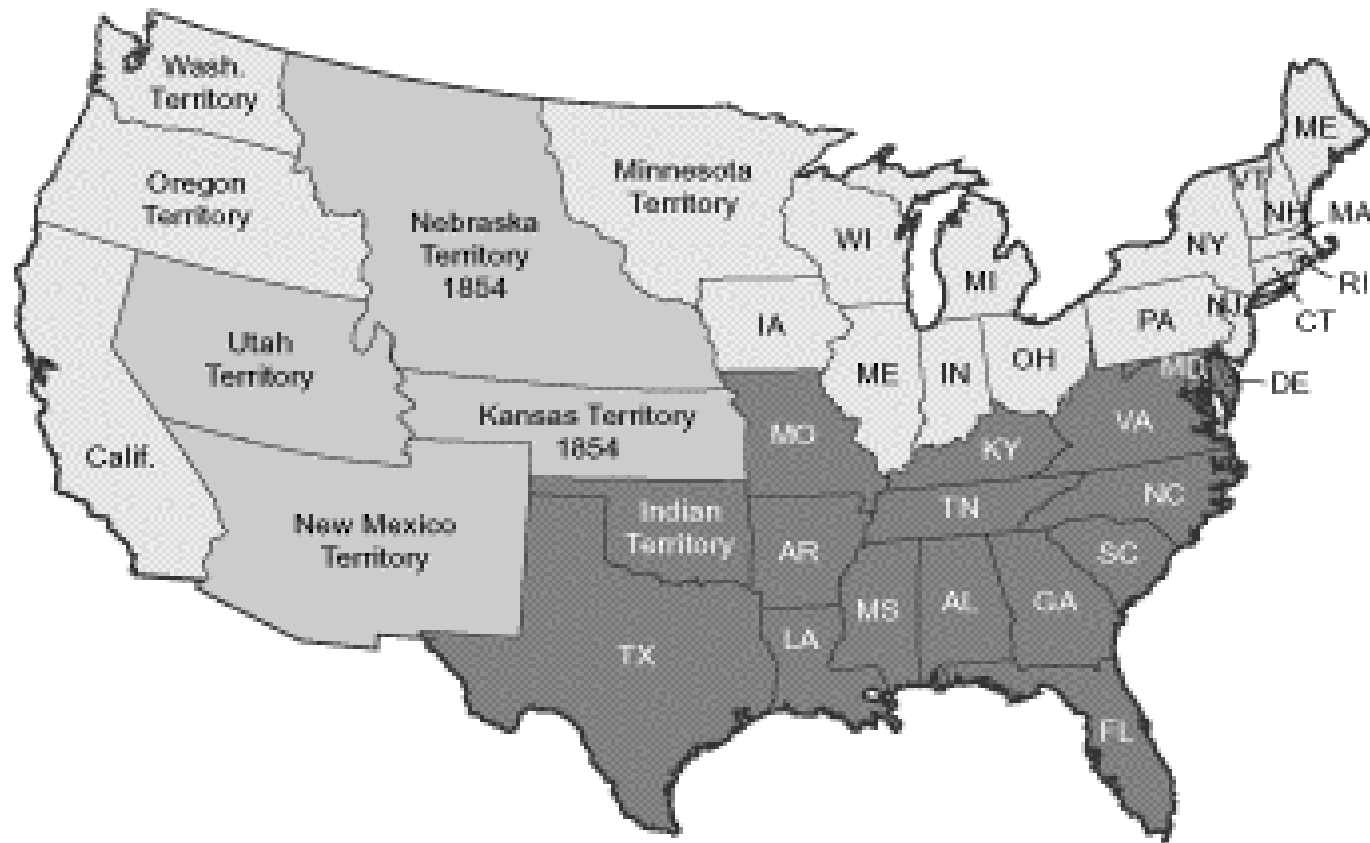 Wash.
Territory
Oregon
Territory
Nebraska
Territory
1854
Minnesota
Territory
WI
MI
ME
VT
NH
MA
NY
RI
CT
NJ
PA
IA
ME
IN
OH
MD
DE
Utah
Territory
Kansas Territory
1854
Calif.
MO
KY
VA
New Mexico
Territory
Indian
Territory
AR
TN
NC
SC
TX
LA
MS
AL
GA
FL